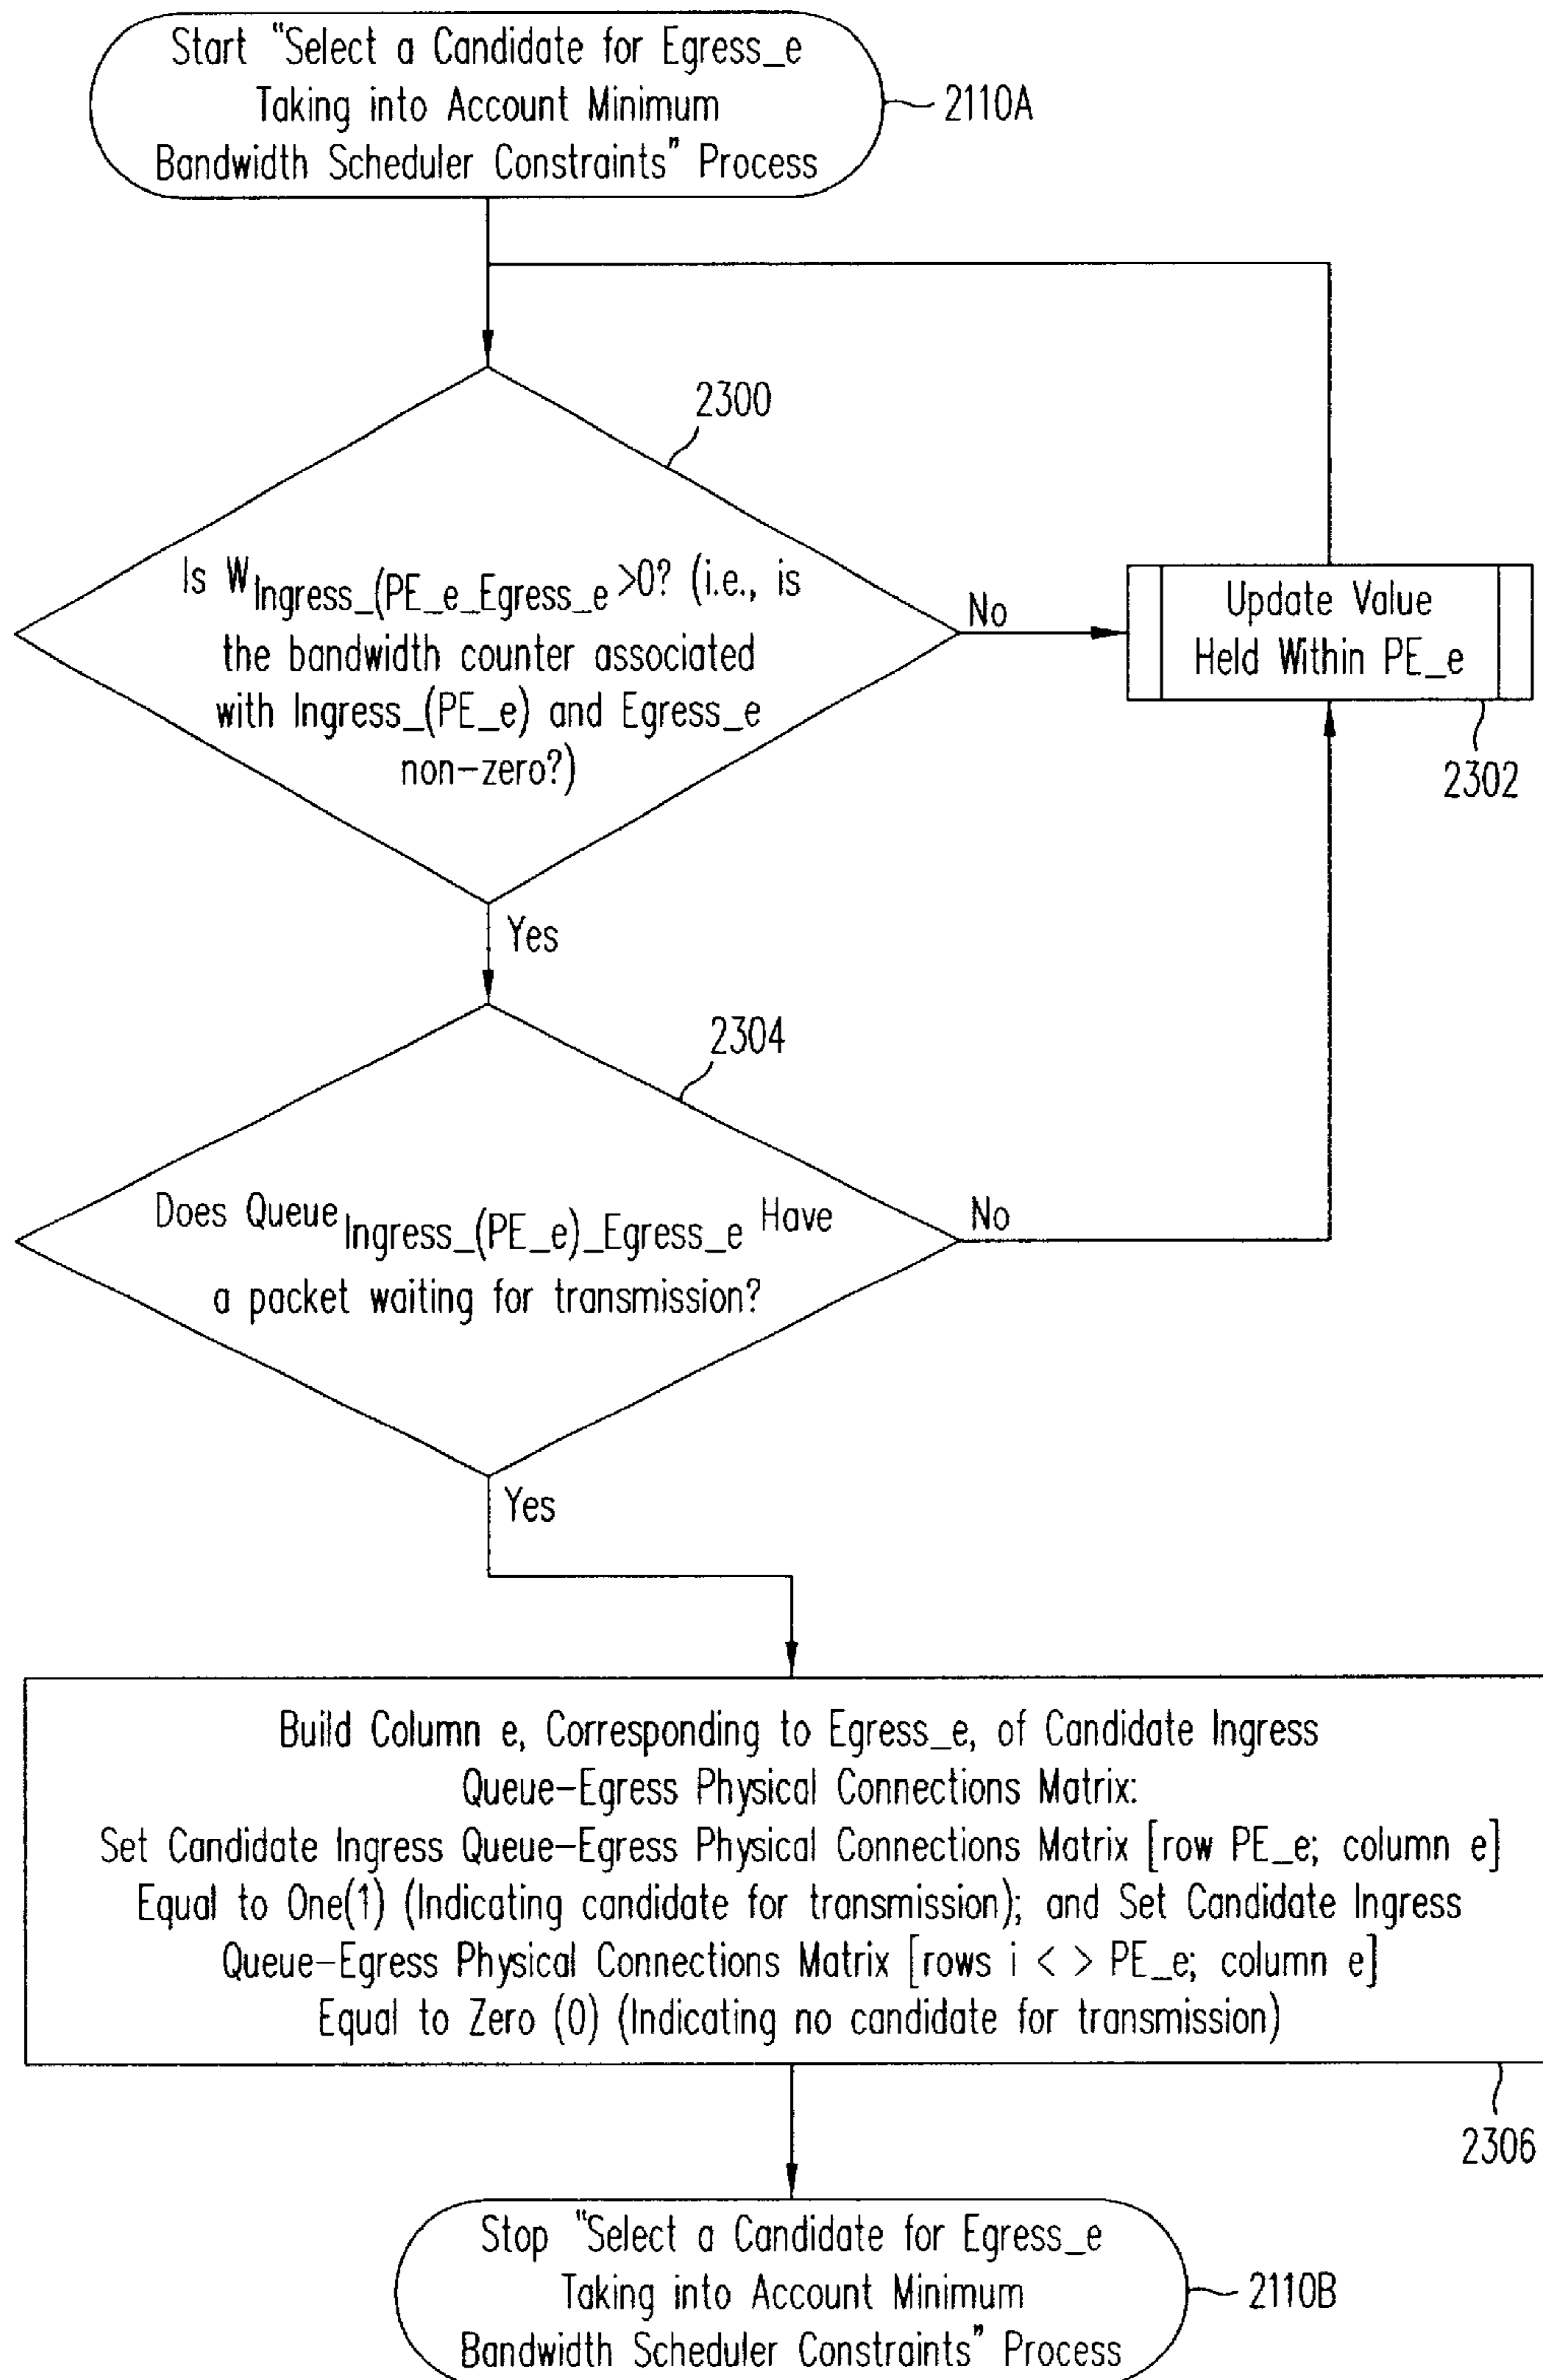 Start "Select a Candidate for Egress_e
Taking into Account Minimum
Bandwidth Scheduler Constraints" Process
2110A
2300
Is W Ingress_(PE_e_Egress_e >0? (i.e., is
the bandwidth counter associated
with Ingress_(PE_e) and Egress_e
non-zero?)
No
Update Value
Held Within PE_e
2302
Yes
2304
Does Queue Ingress_(PE_e)_Egress_e Have
a packet waiting for transmission?
No
Yes
Build Column e, Corresponding to Egress_e, of Candidate Ingress
Queue-Egress Physical Connections Matrix:
Set Candidate Ingress Queue-Egress Physical Connections Matrix [row PE_e; column e]
Equal to One(1) (Indicating candidate for transmission); and Set Candidate Ingress
Queue-Egress Physical Connections Matrix [rows i < > PE_e; column e]
Equal to Zero (0) (Indicating no candidate for transmission)
2306
Stop "Select a Candidate for Egress_e
Taking into Account Minimum
Bandwidth Scheduler Constraints" Process
2110B